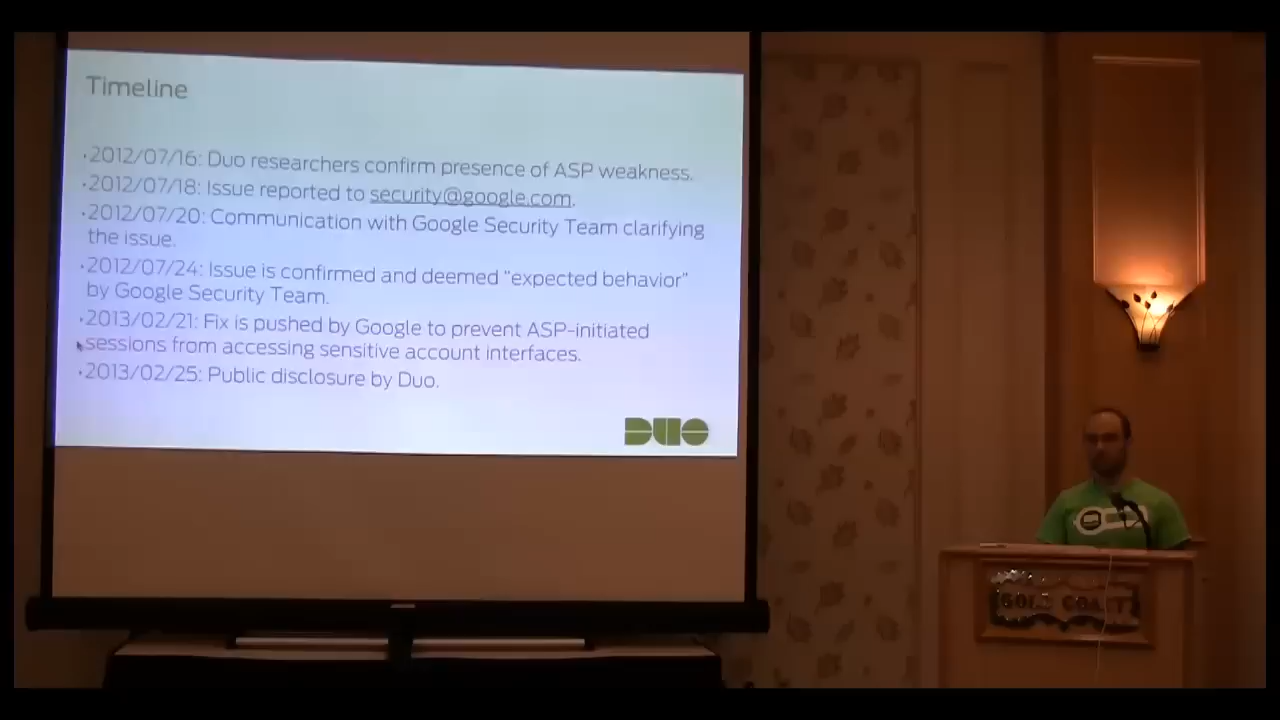 Timeline
·2012/07/16: Duo researchers confirm presence of ASP weakness.
·2012/07/18: Issue reported to security@google.com.
·2012/07/20: Communication with Google Security Team clarifying
the issue.
·2012/07/24: Issue is confirmed and deemed "expected behavior"
by Google Security Team.
·2013/02/21: Fix is pushed by Google to prevent ASP-initiated
sessions from accessing sensitive account interfaces.
·2013/02/25: Public disclosure by Duo.
DUO
GOLD COAST